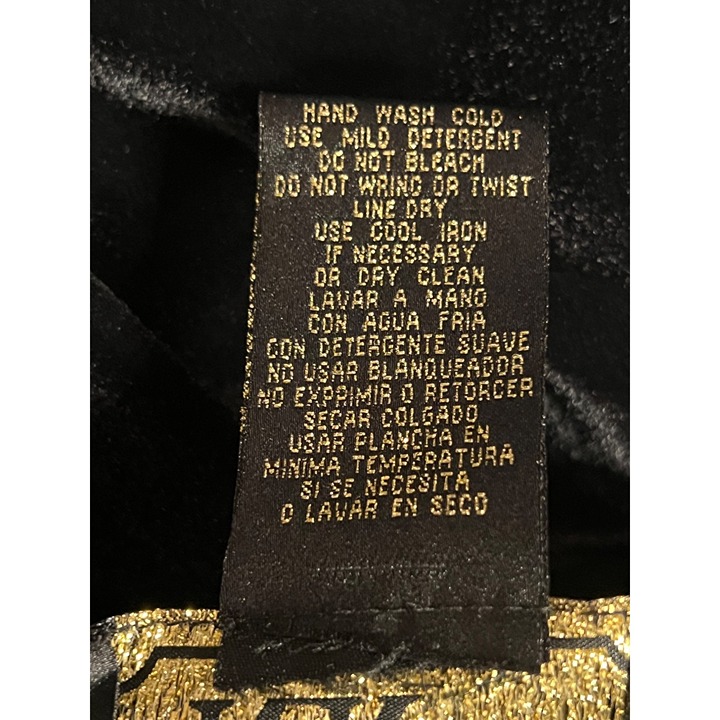 HAND WASH COLD
USE MILD DETERGENT
DO NOT BLEACH
DO NOT WRING OR TWIST
LINE DRY
USE COOL IRON
IF NECESSARY
OR DRY CLEAN
LAVAR A MANO
CON AGUA FRIA
CON DETERGENTE SUAVE
NO USAR BLANQUEADOR
NO EXPRIMIR O RETORCER
SECAR COLGADO
USAR PLANCHA EN
MINIMA TEMPERATURA
SI SE NECESITA
O LAVAR EN SECO